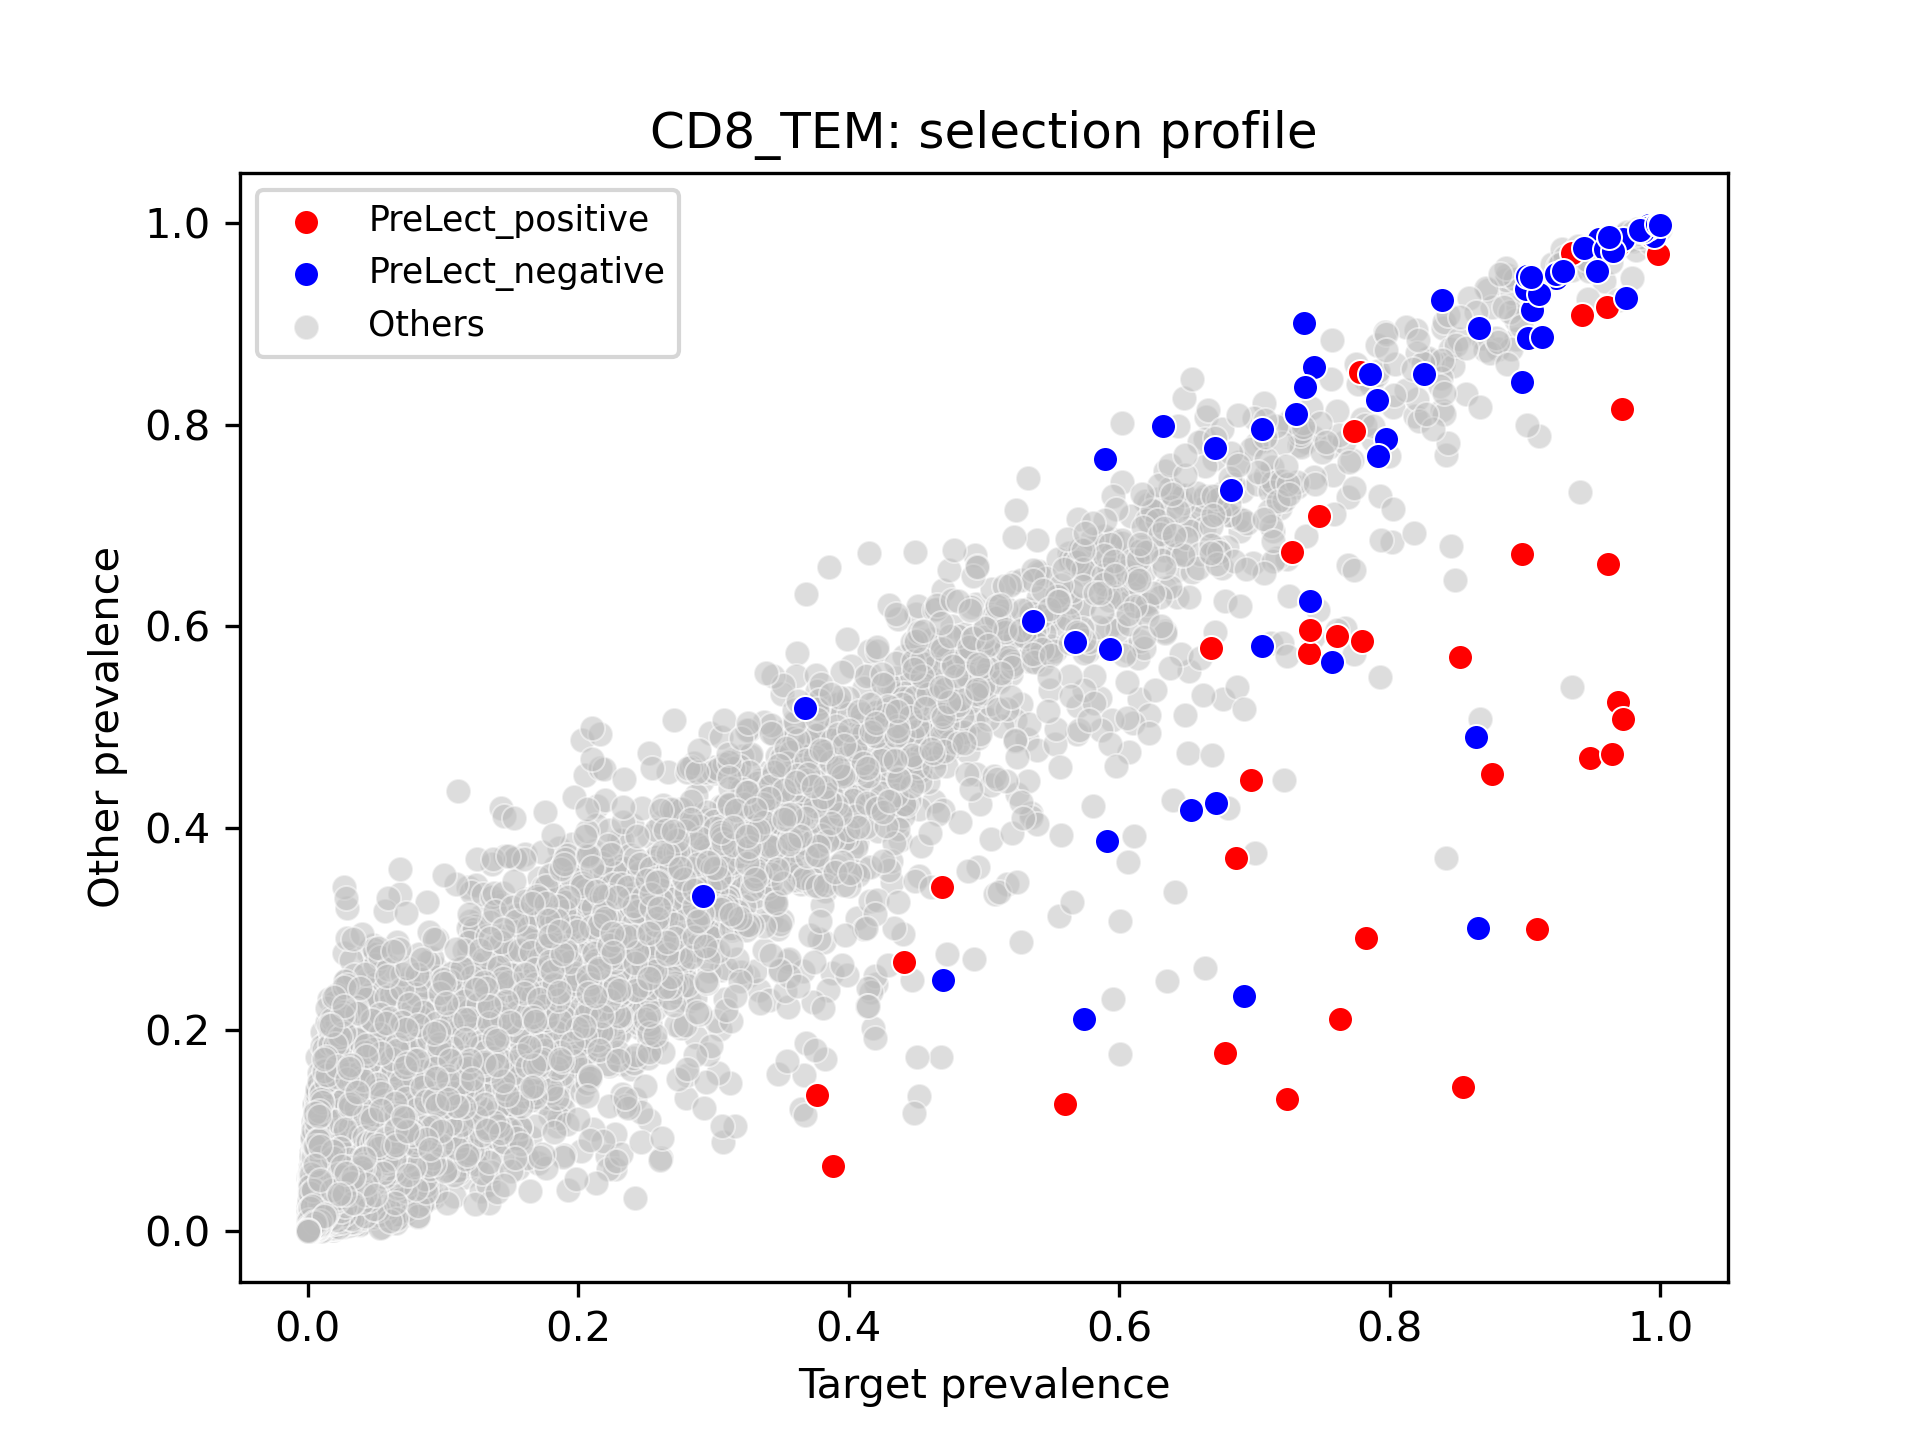 CD8_TEM: selection profile
PreLect_positive
PreLect_negative
Others
1.0
0.8
0.6
0.4
0.2
0.0
Other prevalence
0.0 0.2 0.4 0.6 0.8 1.0
Target prevalence